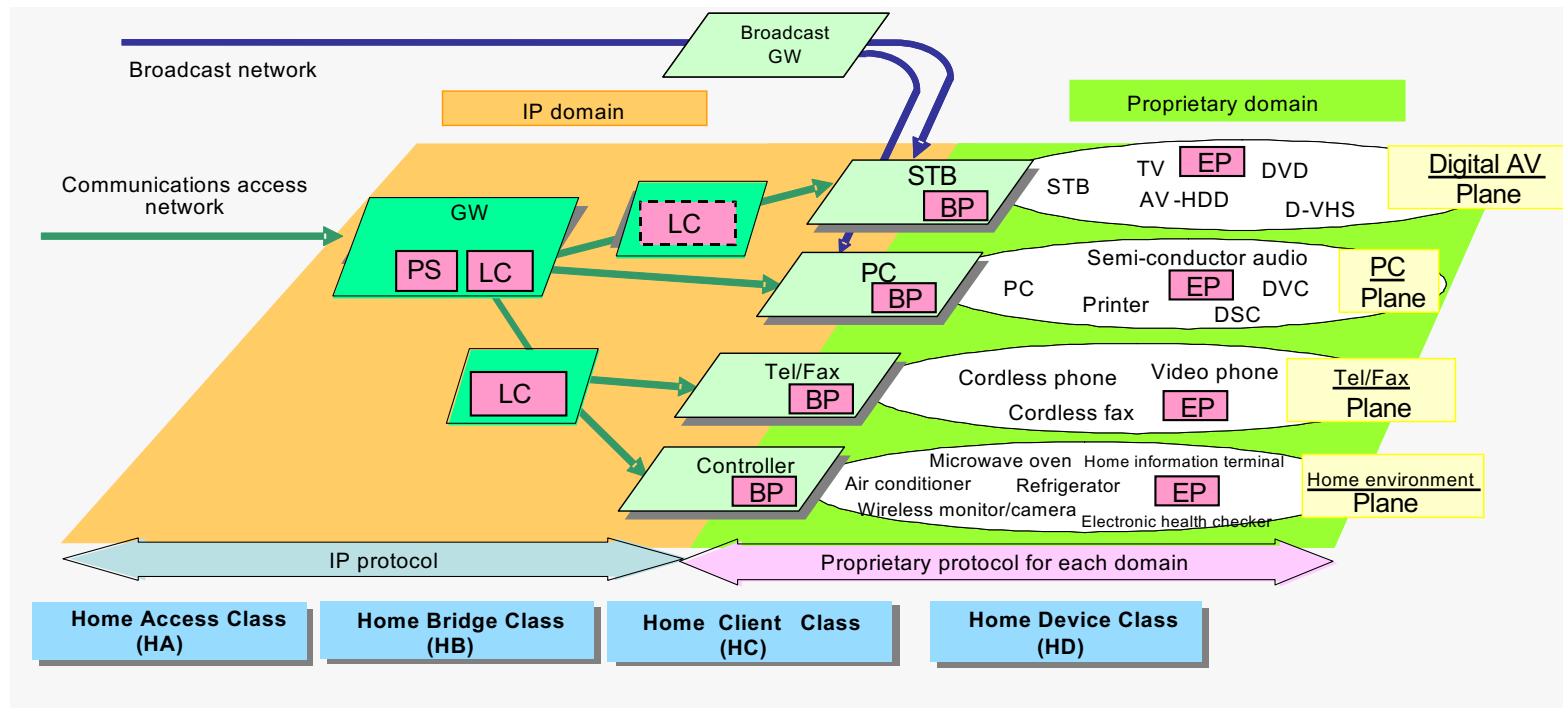 Broadcast
GW
Broadcast network
IP domain
Proprietary domain
Communications access
network
GW
PS
LC
LC
LC
STB
BP
PC
BP
Tel/Fax
BP
Controller
BP
STB
TV
EP
DVD
AV-HDD
D-VHS
Digital AV
Plane
Semi-conductor audio
PC
EP
DVC
Printer
DSC
PC
Plane
Cordless phone
Video phone
Cordless fax
EP
Tel/Fax
Plane
Microwave oven
Home information terminal
Air conditioner
Refrigerator
EP
Wireless monitor/camera
Electronic health checker
Home environment
Plane
IP protocol
Proprietary protocol for each domain
Home Access Class
(HA)
Home Bridge Class
(HB)
Home Client Class
(HC)
Home Device Class
(HD)